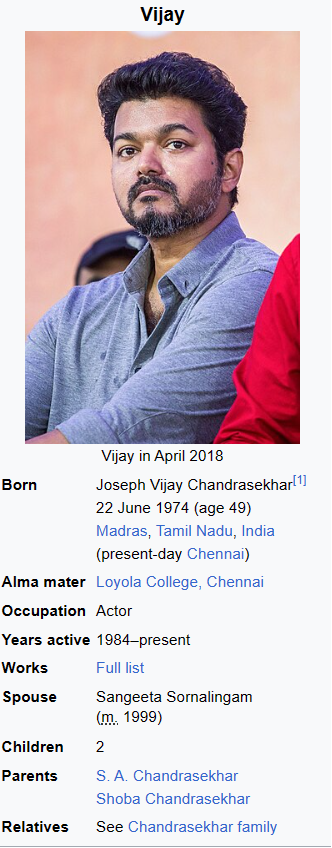 Vijay
Vijay in April 2018
Born Joseph Vijay Chandrasekhar[1]
22 June 1974 (age 49)
Madras, Tamil Nadu, India
(present-day Chennai)
Alma mater Loyola College, Chennai
Occupation Actor
Years active 1984–present
Works Full list
Spouse Sangeeta Sornalingam
(m. 1999)
Children 2
Parents S. A. Chandrasekhar
Shoba Chandrasekhar
Relatives See Chandrasekhar family